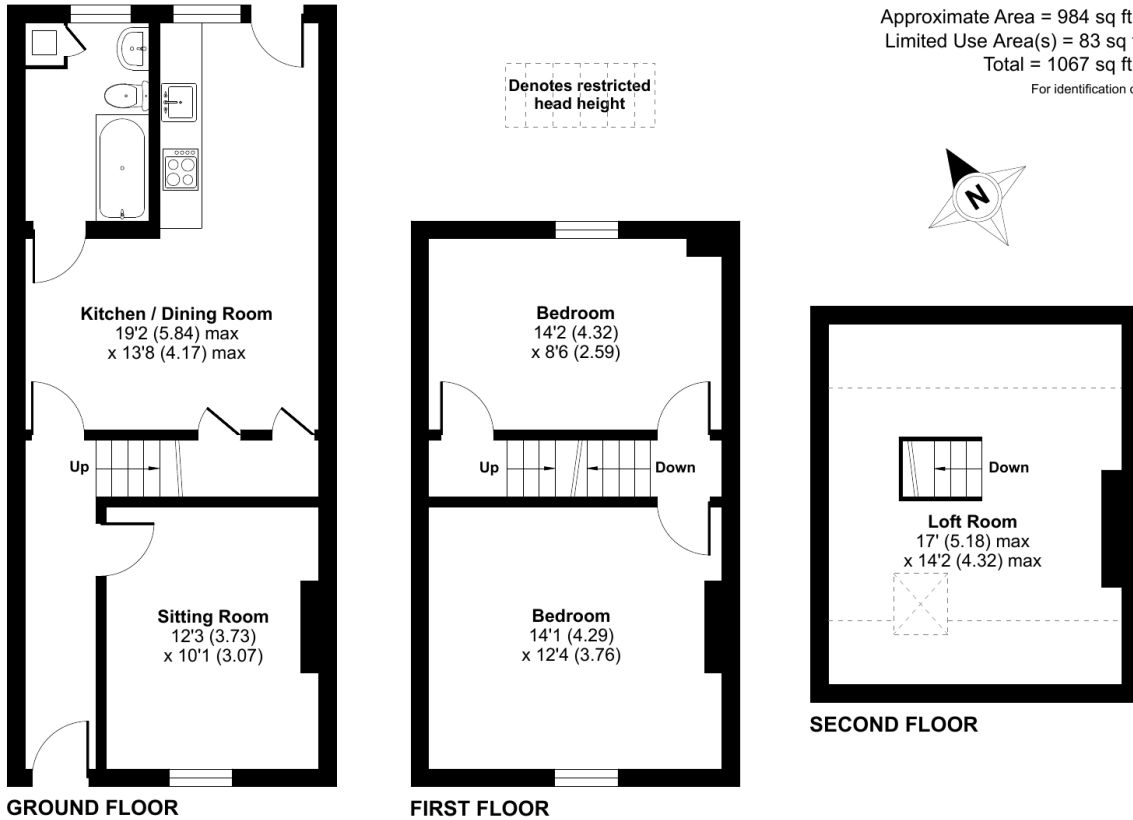 Approximate Area = 984 sq ft
Limited Use Area(s) = 83 sq
Total = 1067 sq ft
For identification
Denotes restricted
head height
N
Kitchen / Dining Room
19'2 (5.84) max
x 13'8 (4.17) max
Up
Sitting Room
12'3 (3.73)
x 10'1 (3.07)
GROUND FLOOR
Bedroom
14'2 (4.32)
x 8'6 (2.59)
Up
Down
Bedroom
14'1 (4.29)
x 12'4 (3.76)
FIRST FLOOR
Down
Loft Room
17' (5.18) max
x 14'2 (4.32) max
SECOND FLOOR